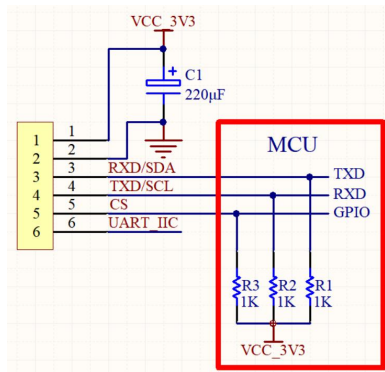 VCC_3V3
C1
220μF
1 1
2 2
3 3 RXD/SDA
4 4 TXD/SCL
5 5 CS
6 6 UART_IIC
MCU
TXD
RXD
GPIO
R3 R2 R1
1K 1K 1K
VCC_3V3